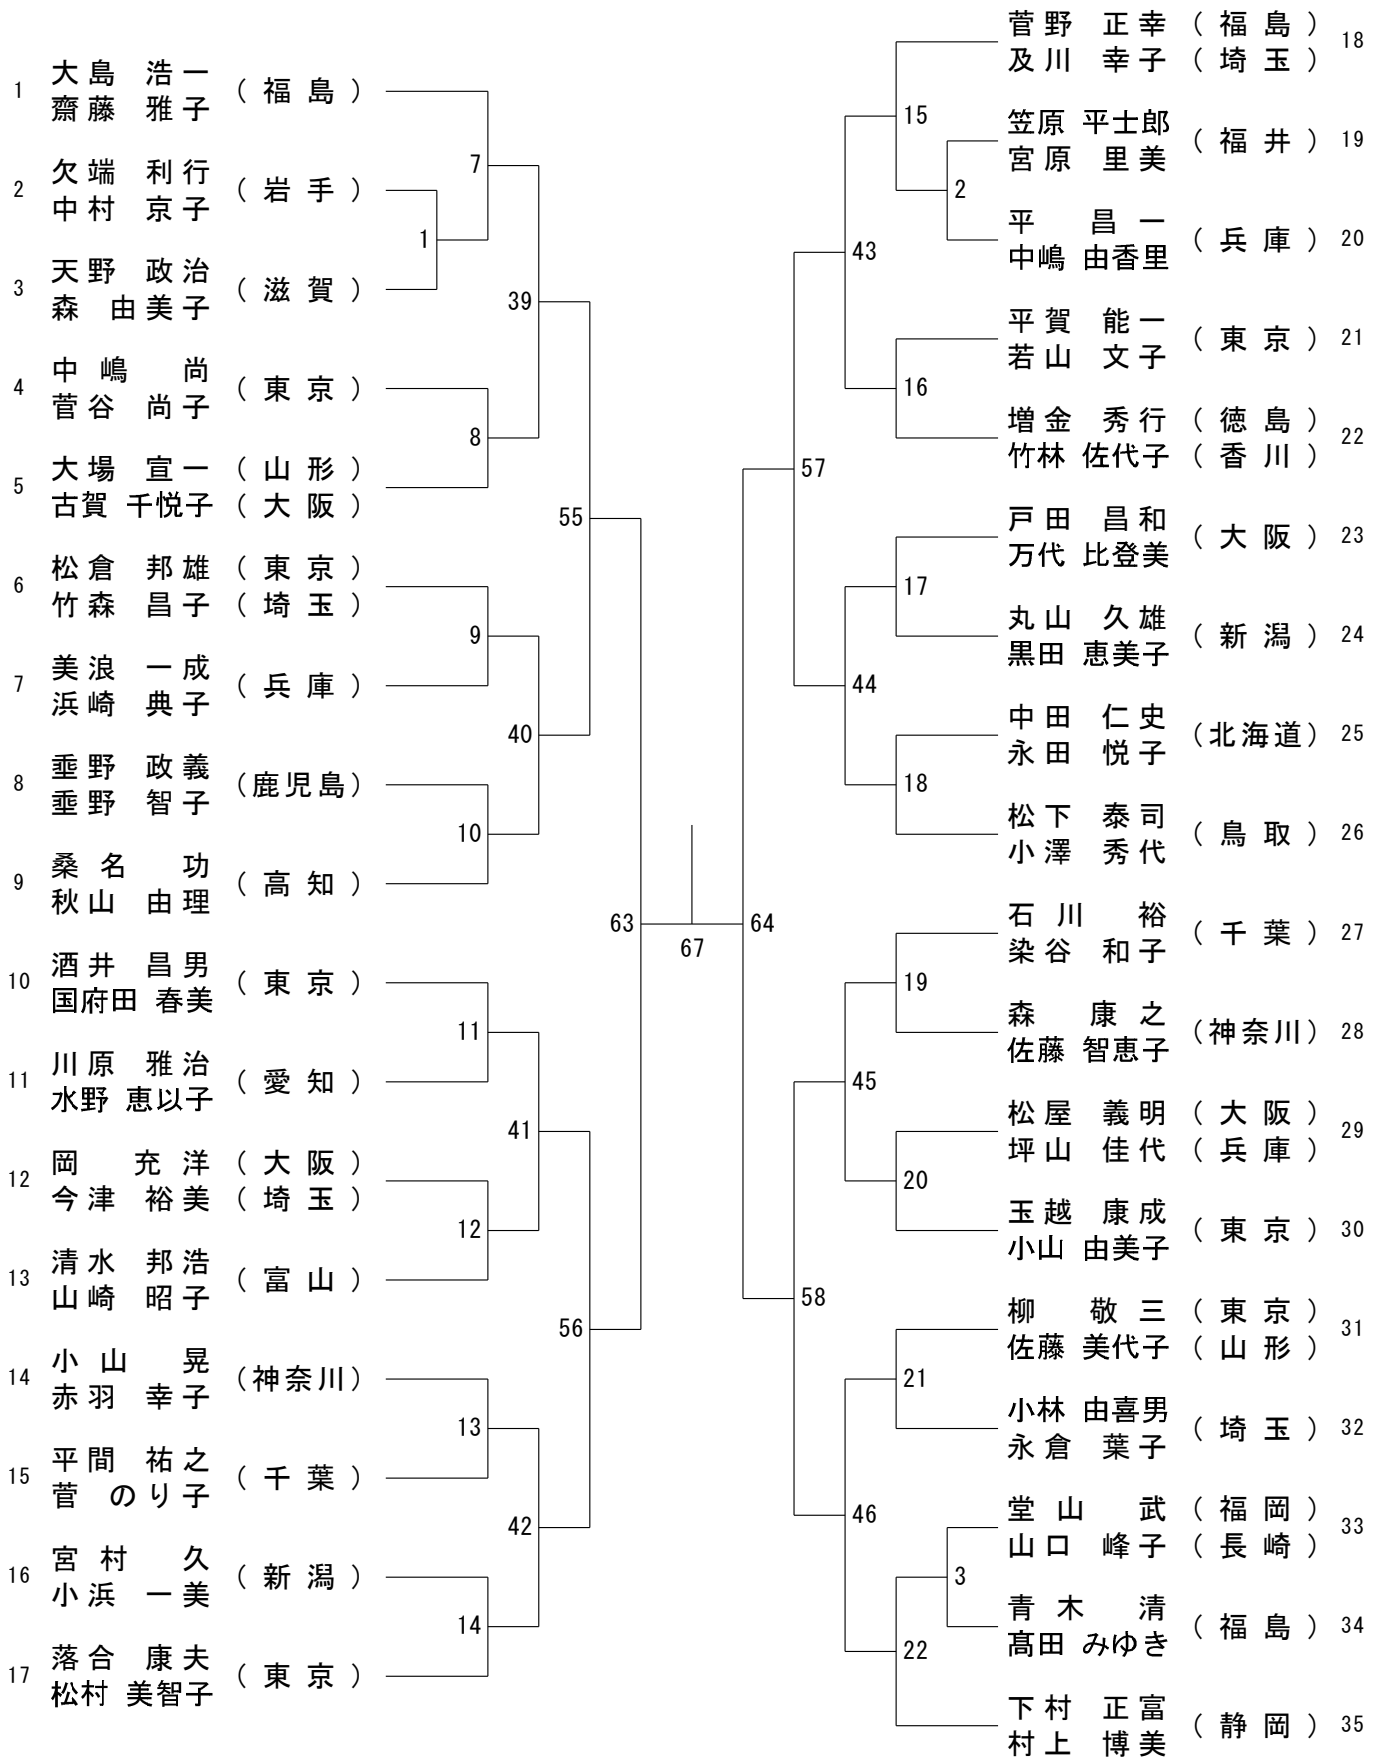 1 大島 浩一 (福島)
齋藤 雅子
2 欠端 利行 (岩手)
中村 京子
3 天野 政治 (滋賀)
森 由美子
4 中嶋 尚 (東京)
菅谷 尚子
5 大場 宣一 (山形)
古賀 千悦子 (大阪)
6 松倉 邦雄 (東京)
竹森 昌子 (埼玉)
7 美浪 一成 (兵庫)
浜崎 典子
8 垂野 政義 (鹿児島)
垂野 智子
9 桑名 功 (高知)
秋山 由理
10 酒井 昌男 (東京)
国府田 春美
11 川原 雅治 (愛知)
水野 恵以子
12 岡 充洋 (大阪)
今津 裕美 (埼玉)
13 清水 邦浩 (富山)
山崎 昭子
14 小山 晃 (神奈川)
赤羽 幸子
15 平間 祐之 (千葉)
菅 のり子
16 宮村 久 (新潟)
小浜 一美
17 落合 康夫 (東京)
松村 美智子
1
7
8
9
10
11
12
13
14
39
40
41
42
55
56
63
67
64
57
58
43
44
45
46
15
16
17
18
19
20
21
22
2
3
菅野 正幸 (福島) 18
及川 幸子 (埼玉)
笠原 平士郎 (福井) 19
宮原 里美
平 昌一 (兵庫) 20
中嶋 由香里
平賀 能一 (東京) 21
若山 文子
増金 秀行 (徳島) 22
竹林 佐代子 (香川)
戸田 昌和 (大阪) 23
万代 比登美
丸山 久雄 (新潟) 24
黒田 恵美子
中田 仁史 (北海道) 25
永田 悦子
松下 泰司 (鳥取) 26
小澤 秀代
石川 裕 (千葉) 27
染谷 和子
森 康之 (神奈川) 28
佐藤 智恵子
松屋 義明 (大阪) 29
坪山 佳代 (兵庫)
玉越 康成 (東京) 30
小山 由美子
柳 敬三 (東京) 31
佐藤 美代子 (山形)
小林 由喜男 (埼玉) 32
永倉 葉子
堂山 武 (福岡) 33
山口 峰子 (長崎)
青木 清 (福島) 34
髙田 みゆき
下村 正富 (静岡) 35
村上 博美